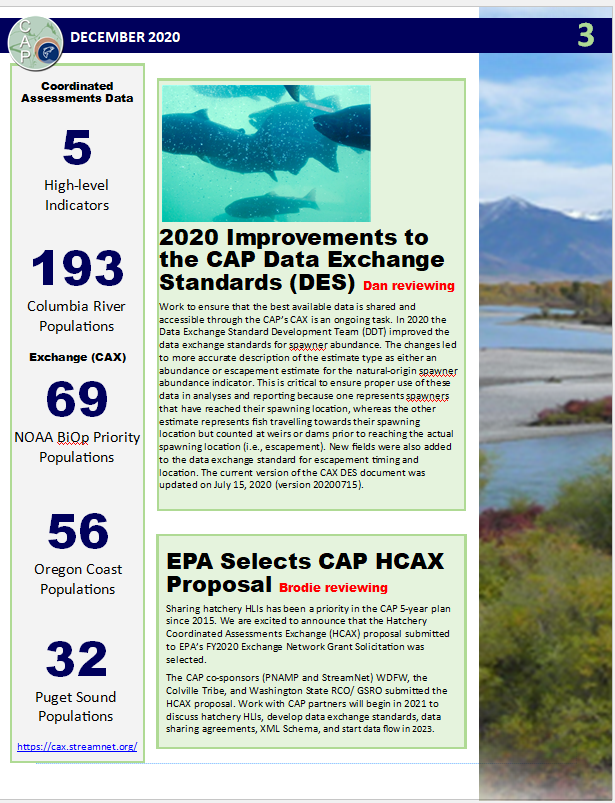 CAP
DECEMBER 2020
3
Coordinated
Assessments Data
5
High-level
Indicators
193
Columbia River
Populations
Exchange (CAX)
69
NOAA BiOp Priority
Populations
56
Oregon Coast
Populations
32
Puget Sound
Populations
https://cax.streamnet.org/
2020 Improvements to
the CAP Data Exchange
Standards (DES) Dan reviewing
Work to ensure that the best available data is shared and
accessible through the CAP's CAX is an ongoing task. In 2020 the
Data Exchange Standard Development Team (DDT) improved the
data exchange standards for spawner abundance. The changes led
to more accurate description of the estimate type as either an
abundance or escapement estimate for the natural-origin spawner
abundance indicator. This is critical to ensure proper use of these
data in analyses and reporting because one represents spawners
that have reached their spawning location, whereas the other
estimate represents fish travelling towards their spawning
location but counted at weirs or dams prior to reaching the actual
spawning location (i.e., escapement). New fields were also added
to the data exchange standard for escapement timing and
location. The current version of the CAX DES document was
updated on July 15, 2020 (version 20200715).
EPA Selects CAP HCAX
Proposal Brodie reviewing
Sharing hatchery HLIs has been a priority in the CAP 5-year plan
since 2015. We are excited to announce that the Hatchery
Coordinated Assessments Exchange (HCAX) proposal submitted
to EPA's FY2020 Exchange Network Grant Solicitation was
selected.
The CAP co-sponsors (PNAMP and StreamNet) WDFW, the
Colville Tribe, and Washington State RCO/ GSRO submitted the
HCAX proposal. Work with CAP partners will begin in 2021 to
discuss hatchery HLIs, develop data exchange standards, data
sharing agreements, XML Schema, and start data flow in 2023.